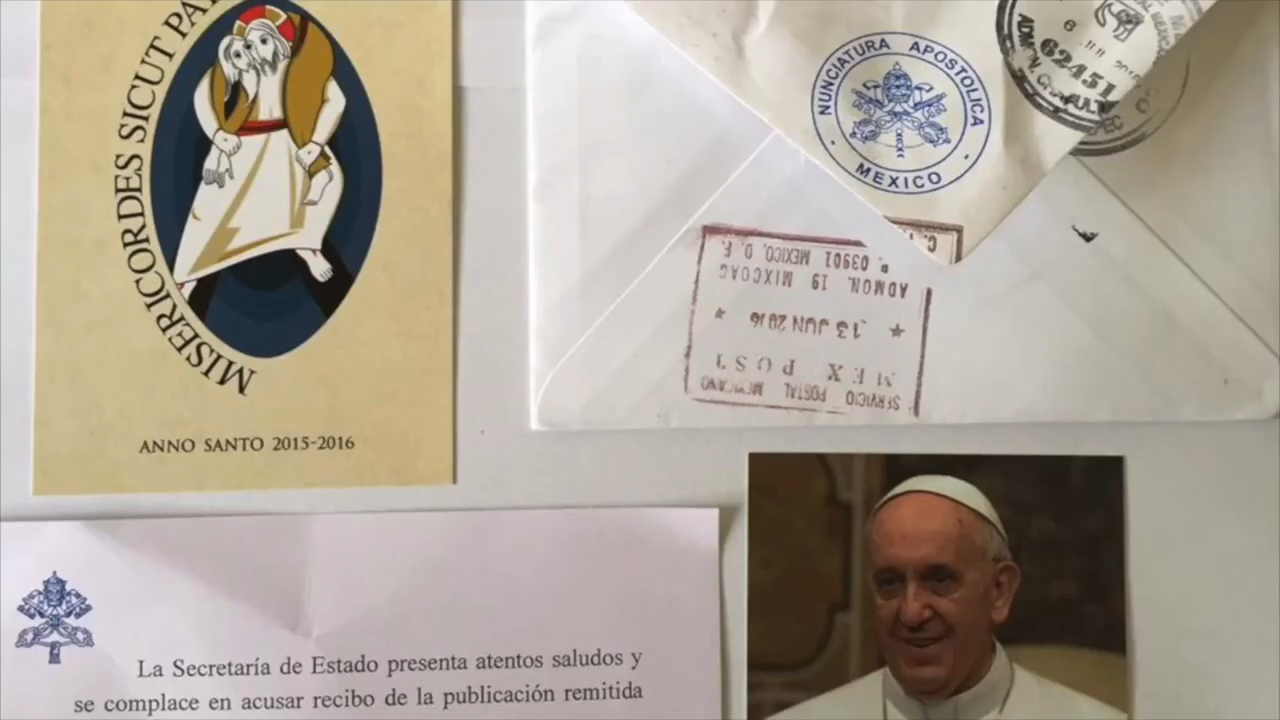 MISERICORDES SICUT PA
ANNO SANTO 2015-2016
NUNCIATURA APOSTOLICA
· MEXICO ·
62451
SERVICIO POSTAL MEXICANO
MEX POST
★ 13 JUN 2016 ★
ADMON. 19 MIXCOAC
P. 03901 MEXICO, D. F.
C.
La Secretaría de Estado presenta atentos saludos y
se complace en acusar recibo de la publicación remitida